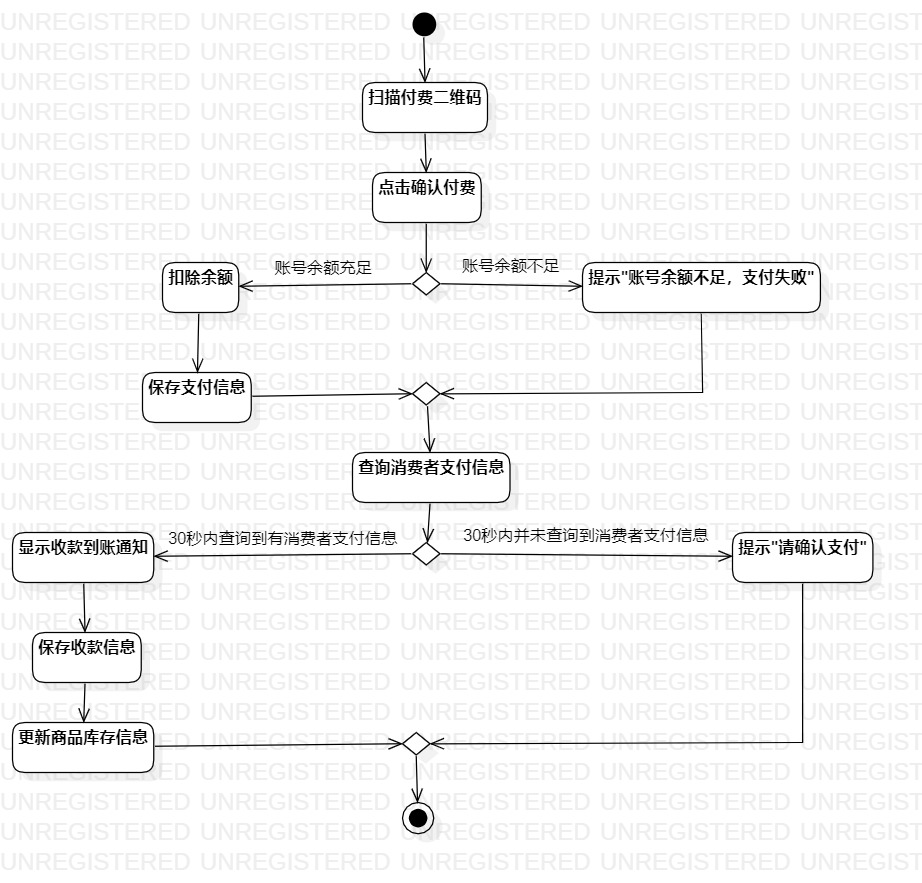 扫描付费二维码
点击确认付费
账号余额充足
账号余额不足
扣除余额
提示"账号余额不足，支付失败"
保存支付信息
查询消费者支付信息
30秒内查询到有消费者支付信息
30秒内并未查询到消费者支付信息
显示收款到账通知
提示"请确认支付"
保存收款信息
更新商品库存信息
UNREGISTERED